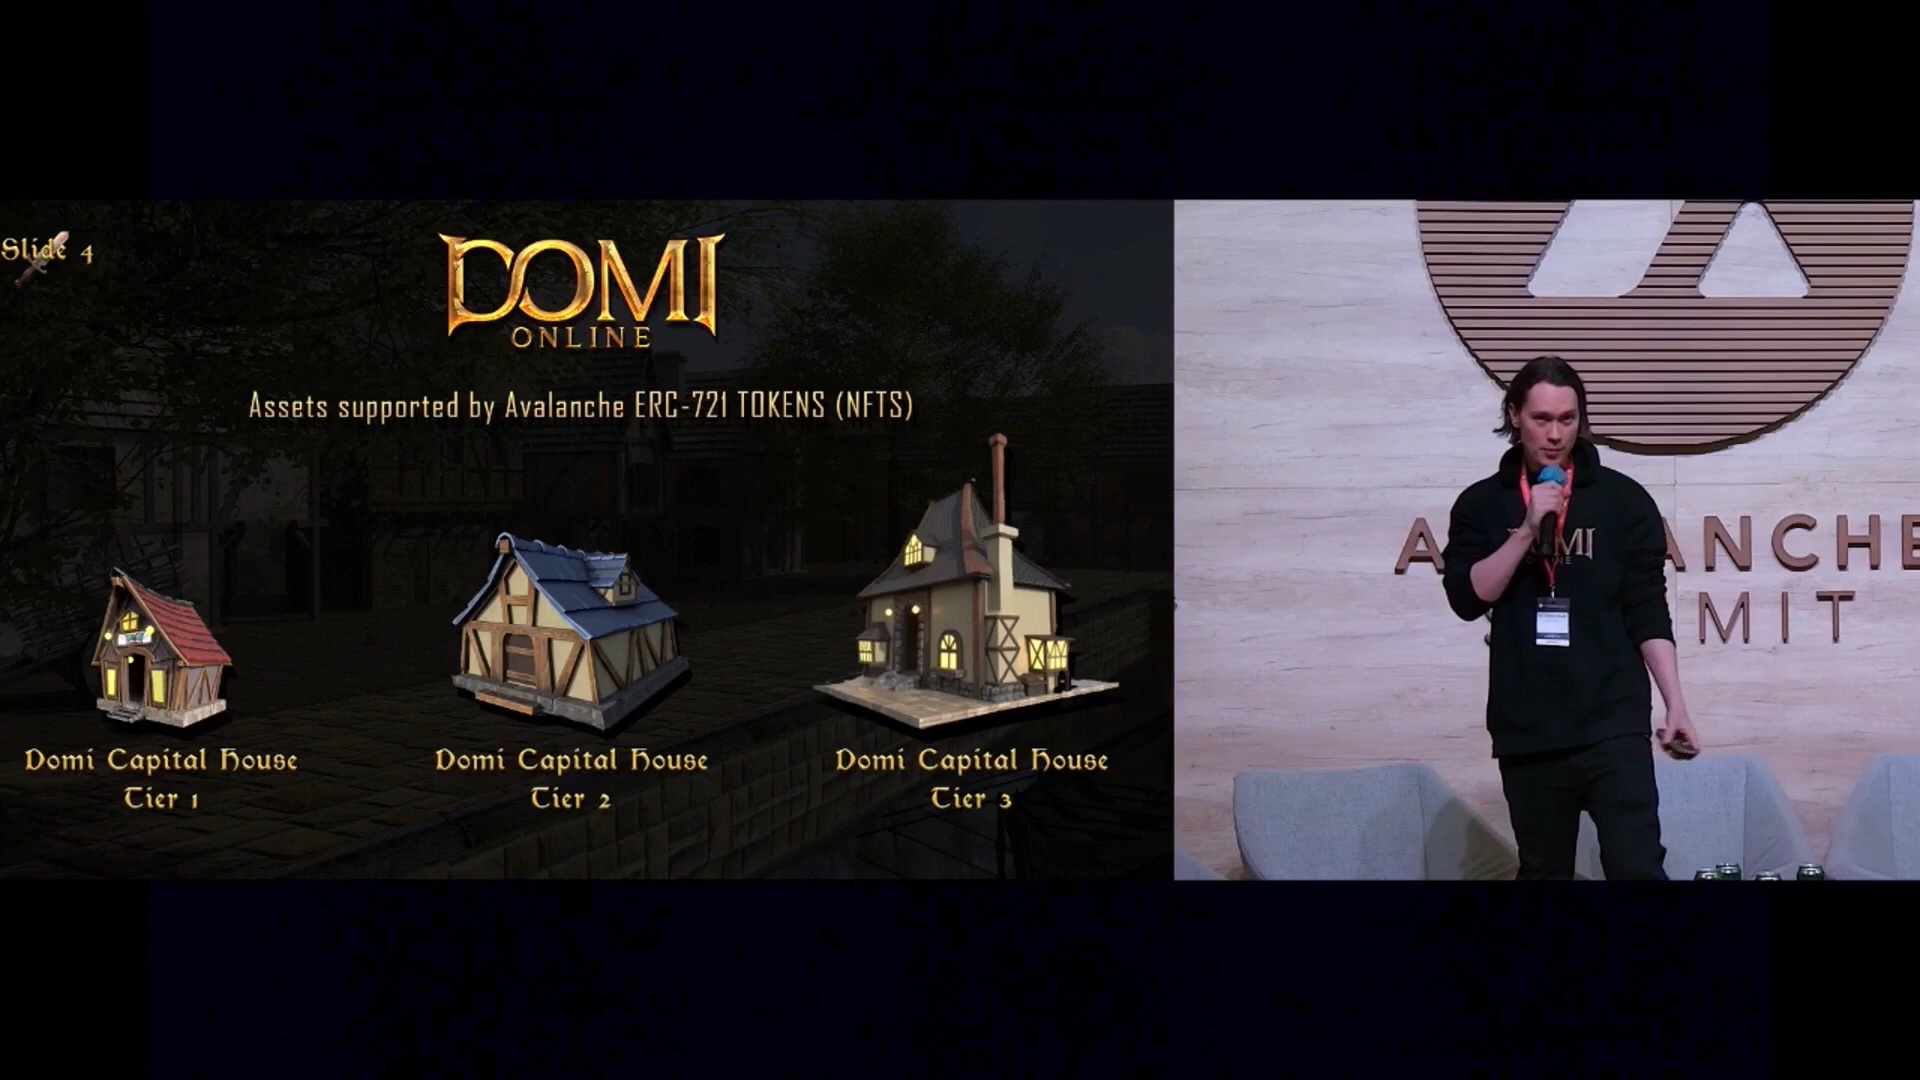 Slide 4
DOMI
ONLINE
Assets supported by Avalanche ERC-721 TOKENS (NFTS)
Domi Capital House
Tier 1
Domi Capital House
Tier 2
Domi Capital House
Tier 3
A ANCHE
MIT
DOMI